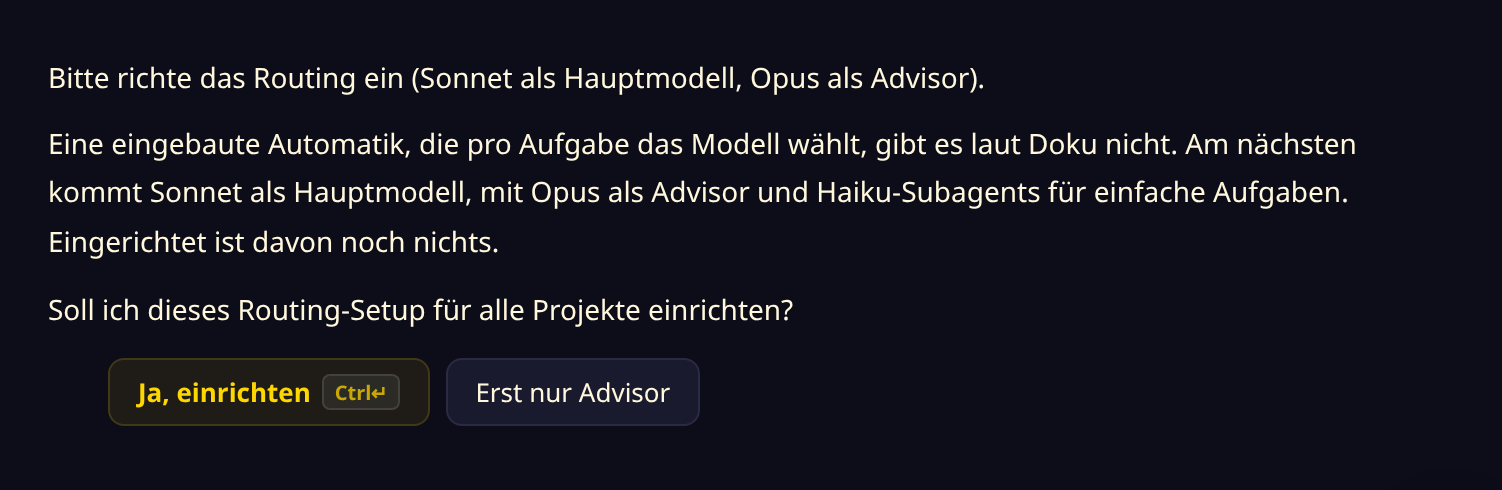 Bitte richte das Routing ein (Sonnet als Hauptmodell, Opus als Advisor).
Eine eingebaute Automatik, die pro Aufgabe das Modell wählt, gibt es laut Doku nicht. Am nächsten
kommt Sonnet als Hauptmodell, mit Opus als Advisor und Haiku-Subagents für einfache Aufgaben.
Eingerichtet ist davon noch nichts.
Soll ich dieses Routing-Setup für alle Projekte einrichten?
Ja, einrichten Ctrl↵ Erst nur Advisor